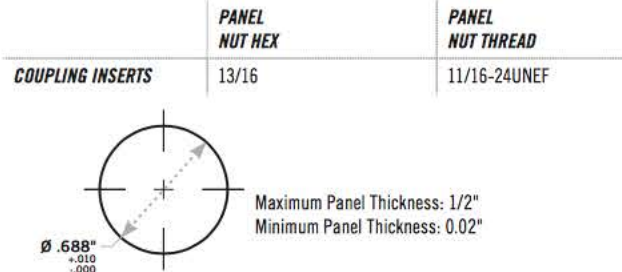 PANEL NUT HEX
PANEL NUT THREAD
COUPLING INSERTS 13/16 11/16-24UNEF
Maximum Panel Thickness: 1/2"
Minimum Panel Thickness: 0.02"
Ø .688"
+.010
-.000